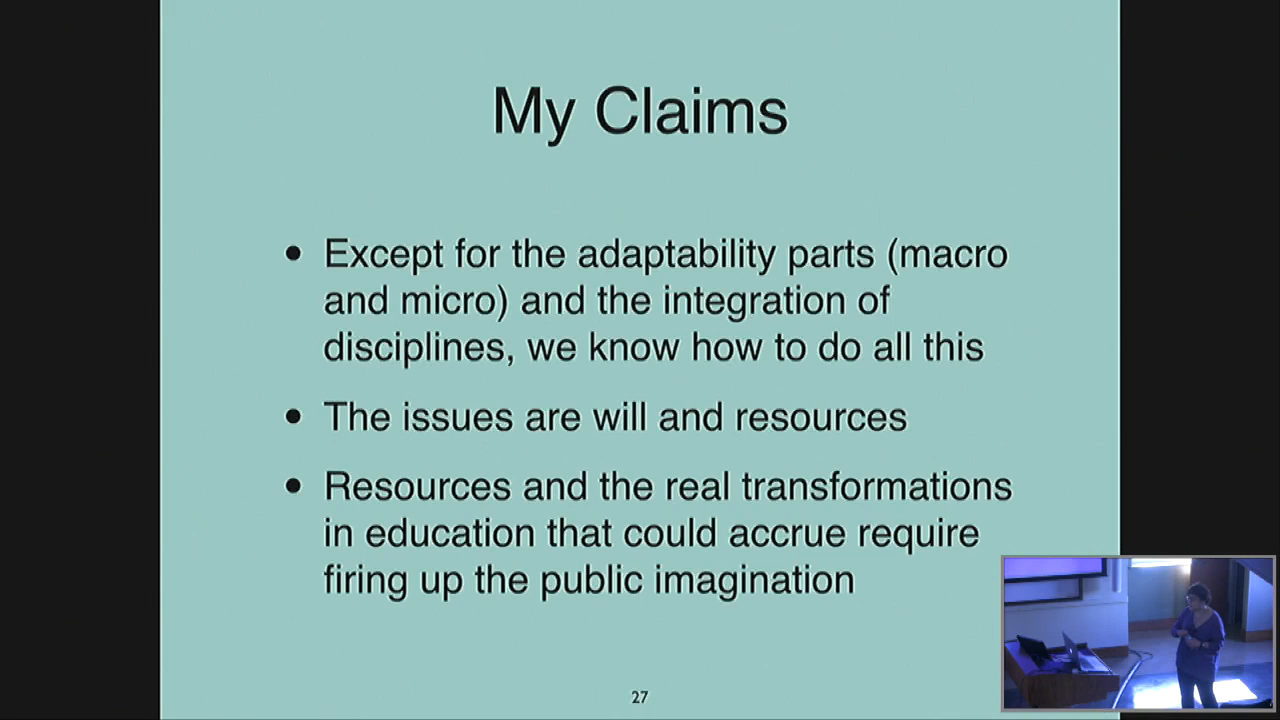 My Claims
• Except for the adaptability parts (macro
and micro) and the integration of
disciplines, we know how to do all this
• The issues are will and resources
• Resources and the real transformations
in education that could accrue require
firing up the public imagination
27